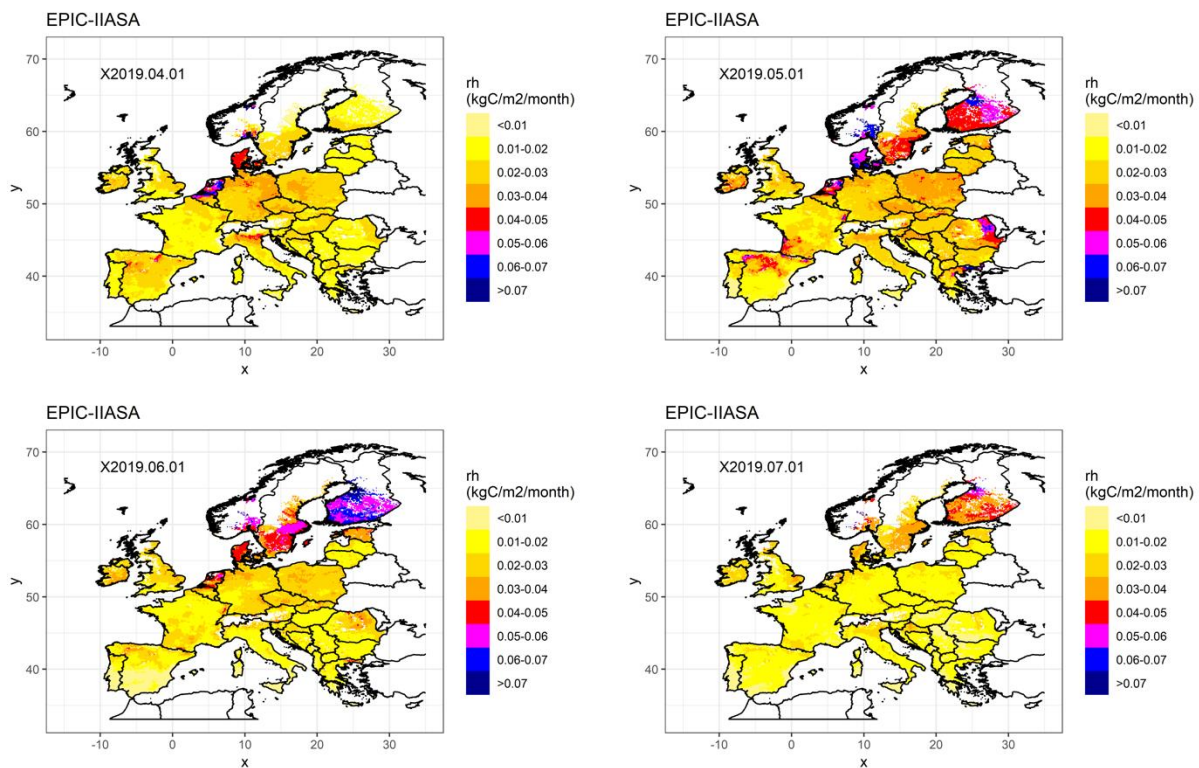 EPIC-IIASA
X2019.04.01
70
60
50
40
y
-10 0 10 20 30
x
rh
(kgC/m2/month)
<0.01
0.01-0.02
0.02-0.03
0.03-0.04
0.04-0.05
0.05-0.06
0.06-0.07
>0.07
EPIC-IIASA
X2019.05.01
70
60
50
40
y
-10 0 10 20 30
x
rh
(kgC/m2/month)
<0.01
0.01-0.02
0.02-0.03
0.03-0.04
0.04-0.05
0.05-0.06
0.06-0.07
>0.07
EPIC-IIASA
X2019.06.01
70
60
50
40
y
-10 0 10 20 30
x
rh
(kgC/m2/month)
<0.01
0.01-0.02
0.02-0.03
0.03-0.04
0.04-0.05
0.05-0.06
0.06-0.07
>0.07
EPIC-IIASA
X2019.07.01
70
60
50
40
y
-10 0 10 20 30
x
rh
(kgC/m2/month)
<0.01
0.01-0.02
0.02-0.03
0.03-0.04
0.04-0.05
0.05-0.06
0.06-0.07
>0.07